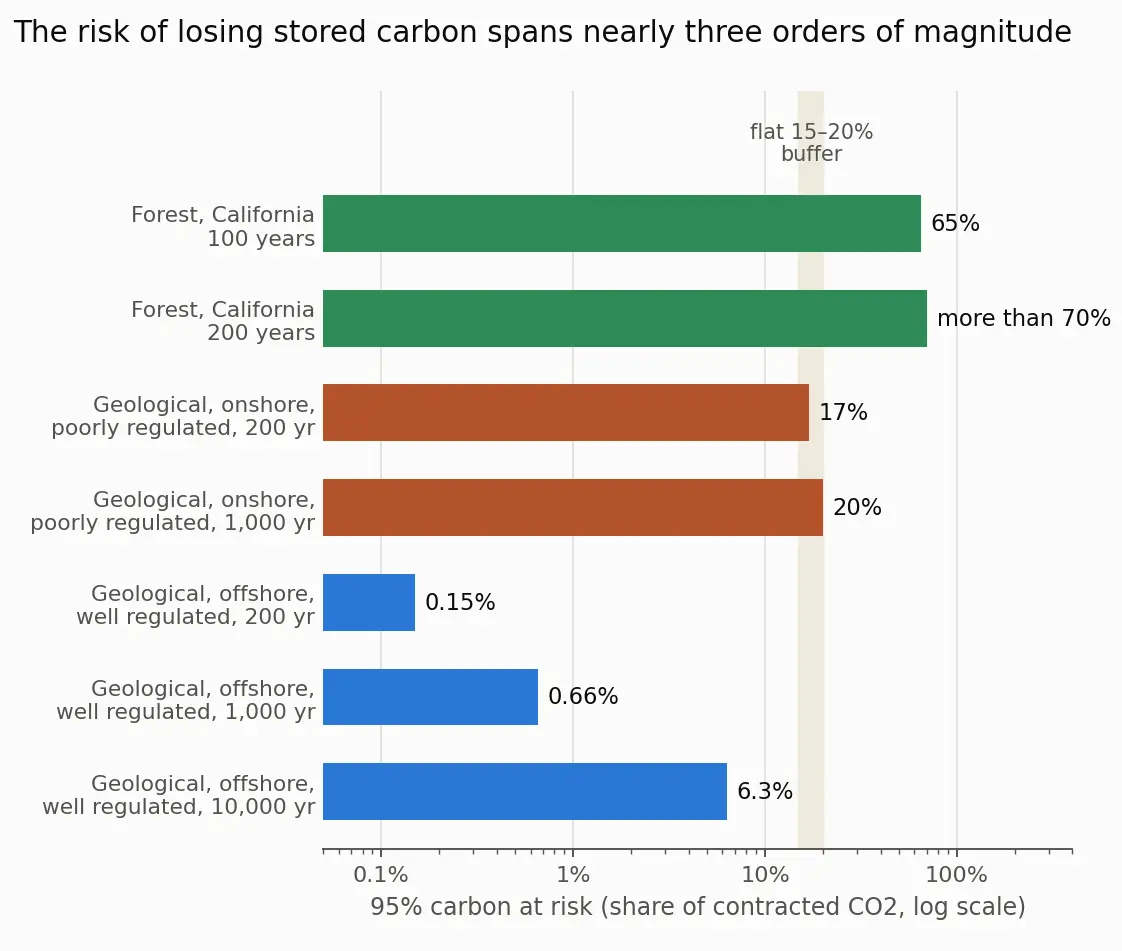 The risk of losing stored carbon spans nearly three orders of magnitude
flat 15–20%
buffer
Forest, California
100 years
65%
Forest, California
200 years
more than 70%
Geological, onshore,
poorly regulated, 200 yr
17%
Geological, onshore,
poorly regulated, 1,000 yr
20%
Geological, offshore,
well regulated, 200 yr
0.15%
Geological, offshore,
well regulated, 1,000 yr
0.66%
Geological, offshore,
well regulated, 10,000 yr
6.3%
0.1% 1% 10% 100%
95% carbon at risk (share of contracted CO2, log scale)